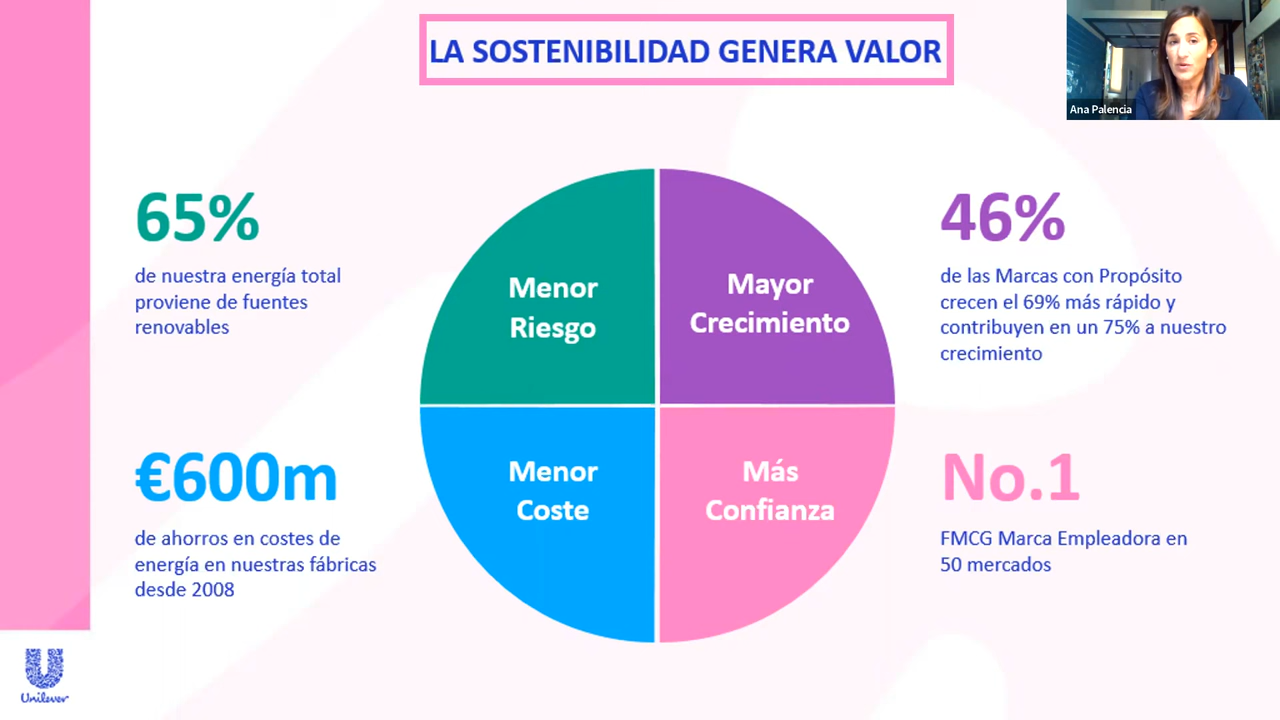 LA SOSTENIBILIDAD GENERA VALOR
Ana Palencia
65%
de nuestra energía total
proviene de fuentes
renovables
Menor
Riesgo
Mayor
Crecimiento
46%
de las Marcas con Propósito
crecen el 69% más rápido y
contribuyen en un 75% a nuestro
crecimiento
€600m
de ahorros en costes de
energía en nuestras fábricas
desde 2008
Menor
Coste
Más
Confianza
No.1
FMCG Marca Empleadora en
50 mercados
Unilever